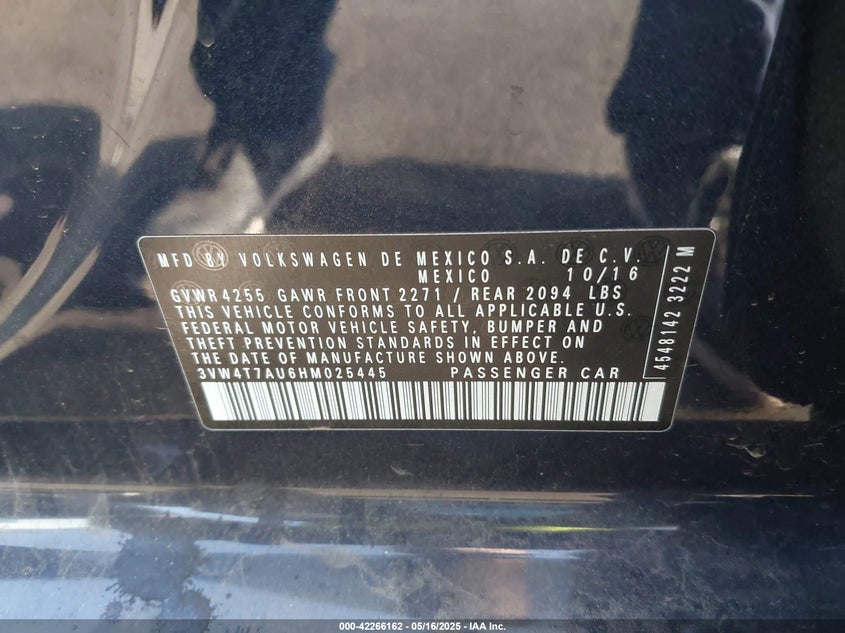 MFD BY VOLKSWAGEN DE MEXICO S.A. DE C.V.
MEXICO 10/16
GVWR 4255 GAWR FRONT 2271 / REAR 2094 LBS
THIS VEHICLE CONFORMS TO ALL APPLICABLE U.S.
FEDERAL MOTOR VEHICLE SAFETY, BUMPER AND
THEFT PREVENTION STANDARDS IN EFFECT ON
THE DATE OF MANUFACTURE SHOWN ABOVE.
3VW4T7AU6HM025445 PASSENGER CAR
4548142 3222 M
000-42266162 - 05/16/2025 - IAA Inc.